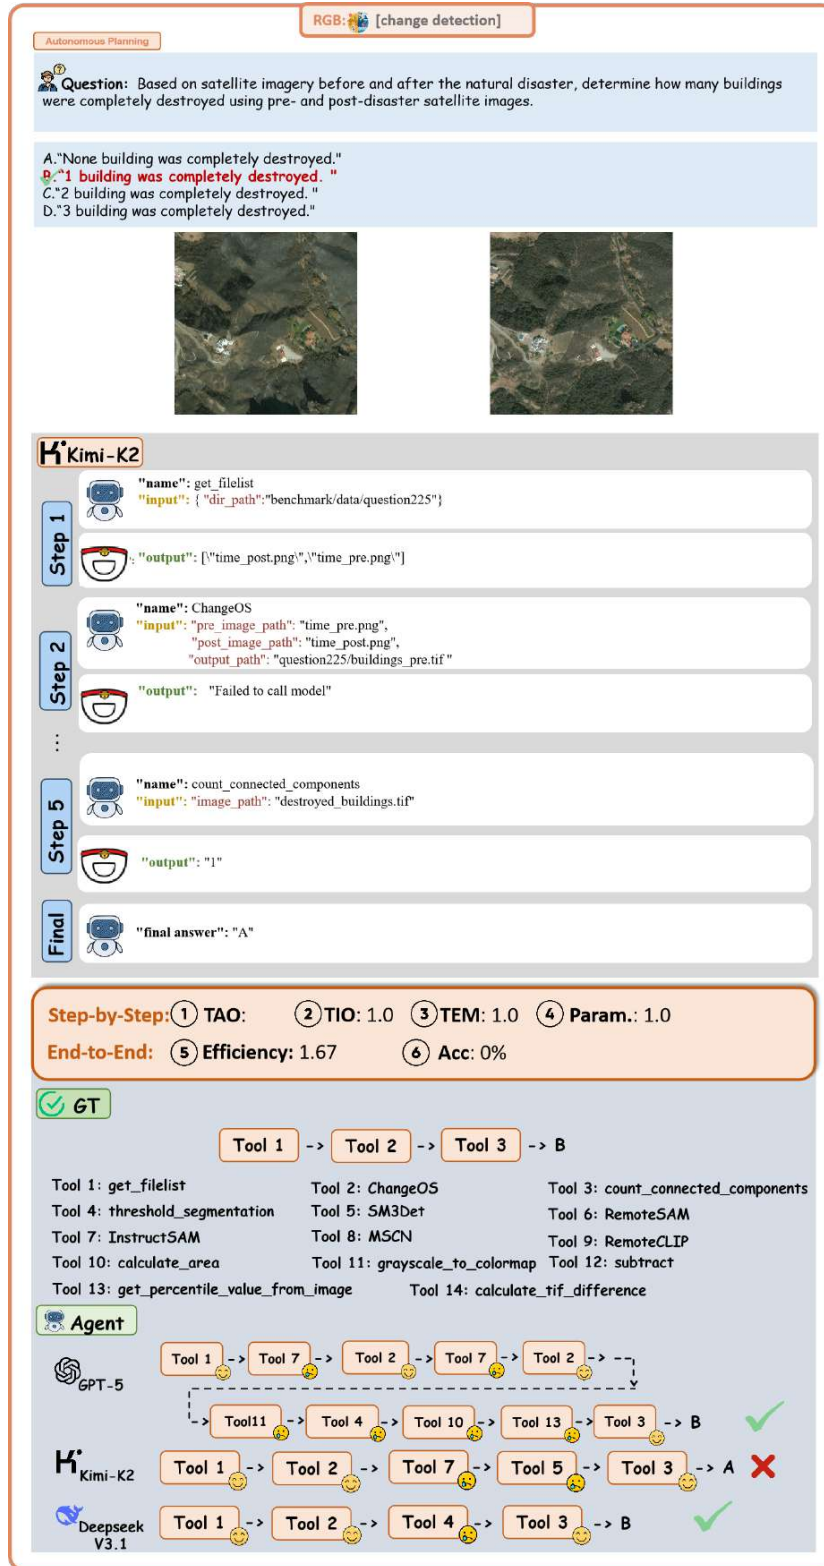 RGB: [change detection]
Autonomous Planning
Question: Based on satellite imagery before and after the natural disaster, determine how many buildings
were completely destroyed using pre- and post-disaster satellite images.
A."None building was completely destroyed."
B."1 building was completely destroyed. "
C."2 building was completely destroyed. "
D."3 building was completely destroyed."
Kimi-K2
Step 1
"name": get_filelist
"input": { "dir_path":"benchmark/data/question225"}
"output": [\"time_post.png\",\"time_pre.png\"]
Step 2
"name": ChangeOS
"input": "pre_image_path": "time_pre.png",
"post_image_path": "time_post.png",
"output_path": "question225/buildings_pre.tif "
"output": "Failed to call model"
...
Step 5
"name": count_connected_components
"input": "image_path": "destroyed_buildings.tif"
"output": "1"
Final
"final answer": "A"
Step-by-Step: 1 TAO: 2 TIO: 1.0 3 TEM: 1.0 4 Param.: 1.0
End-to-End: 5 Efficiency: 1.67 6 Acc: 0%
GT
Tool 1 -> Tool 2 -> Tool 3 -> B
Tool 1: get_filelist Tool 2: ChangeOS Tool 3: count_connected_components
Tool 4: threshold_segmentation Tool 5: SM3Det Tool 6: RemoteSAM
Tool 7: InstructSAM Tool 8: MSCN Tool 9: RemoteCLIP
Tool 10: calculate_area Tool 11: grayscale_to_colormap Tool 12: subtract
Tool 13: get_percentile_value_from_image Tool 14: calculate_tif_difference
Agent
GPT-5
Tool 1 -> Tool 7 -> Tool 2 -> Tool 7 -> Tool 2 ->
-> Tool11 -> Tool 4 -> Tool 10 -> Tool 13 -> Tool 3 -> B
Kimi-K2 Tool 1 -> Tool 2 -> Tool 7 -> Tool 5 -> Tool 3 -> A
Deepseek V3.1 Tool 1 -> Tool 2 -> Tool 4 -> Tool 3 -> B